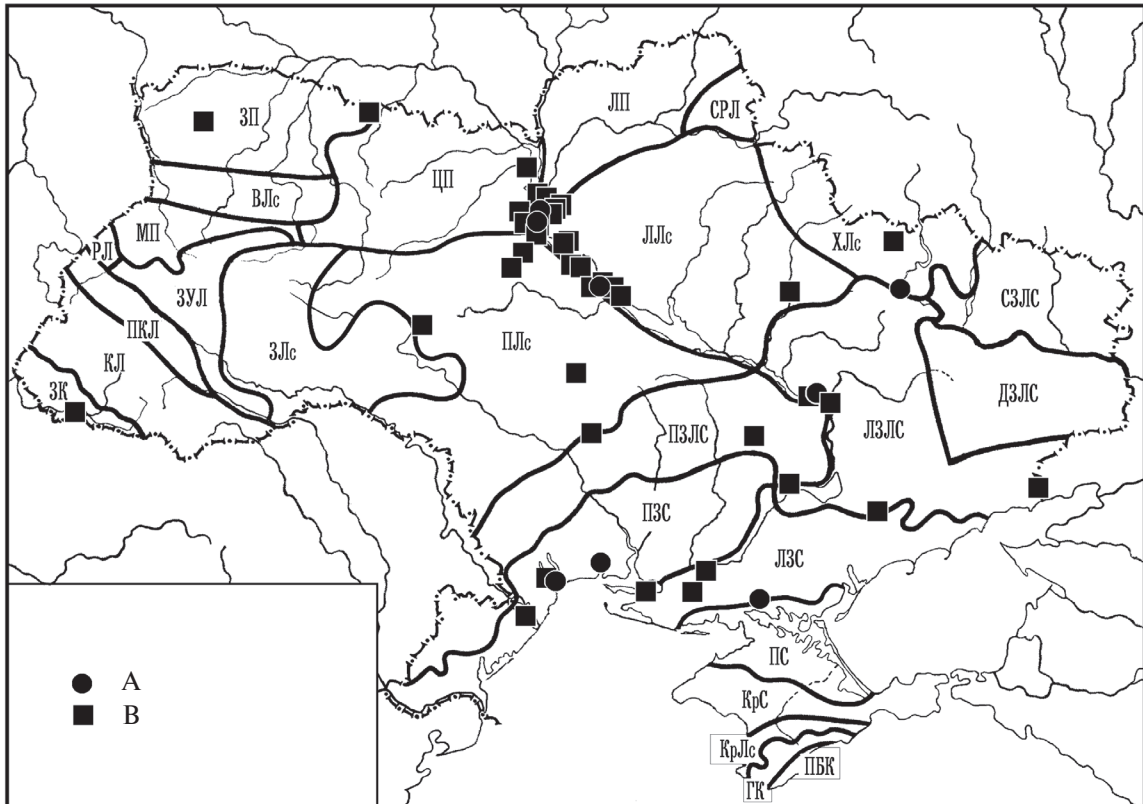 ЛП
СРЛ
ЗП
ЦП
ВЛс
МП
РЛ
ЛЛс
ХЛс
ЗУЛ
СЗЛС
ПКЛ
ЗЛс
ПЛс
КЛ
ЗК
ДЗЛС
ЛЗЛС
ПЗЛС
ПЗС
ЛЗС
ПС
А
КрС
В
КрЛс
ПБК
ГК